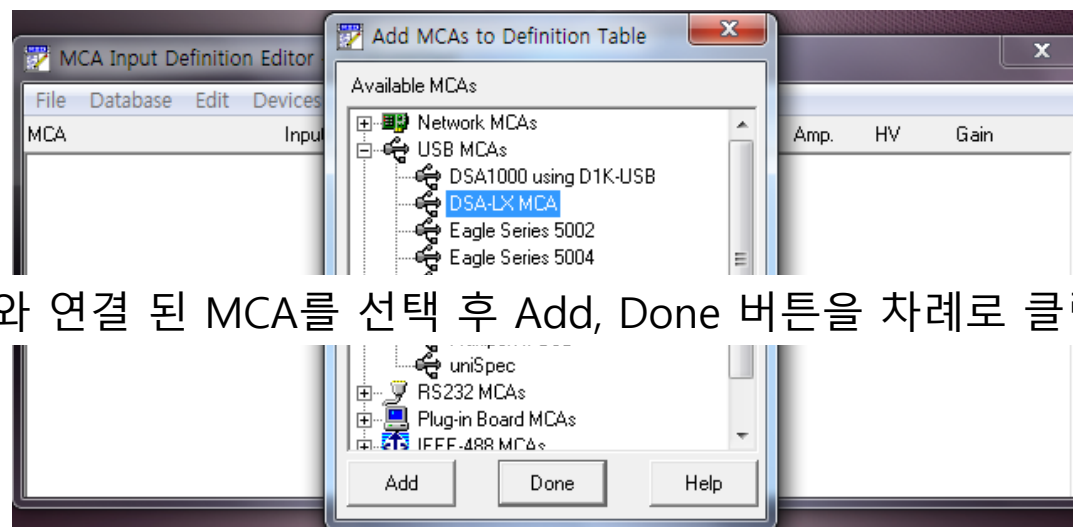 Add MCAs to Definition Table
MCA Input Definition Editor
File Database Edit Devices
MCA Input Amp. HV Gain
Available MCAs
Network MCAs
USB MCAs
DSA1000 using D1K-USB
DSA-LX MCA
Eagle Series 5002
Eagle Series 5004
와 연결 된 MCA를 선택 후 Add, Done 버튼을 차례로 클릭
uniSpec
RS232 MCAs
Plug-in Board MCAs
IEEE-488 MCAs
Add Done Help